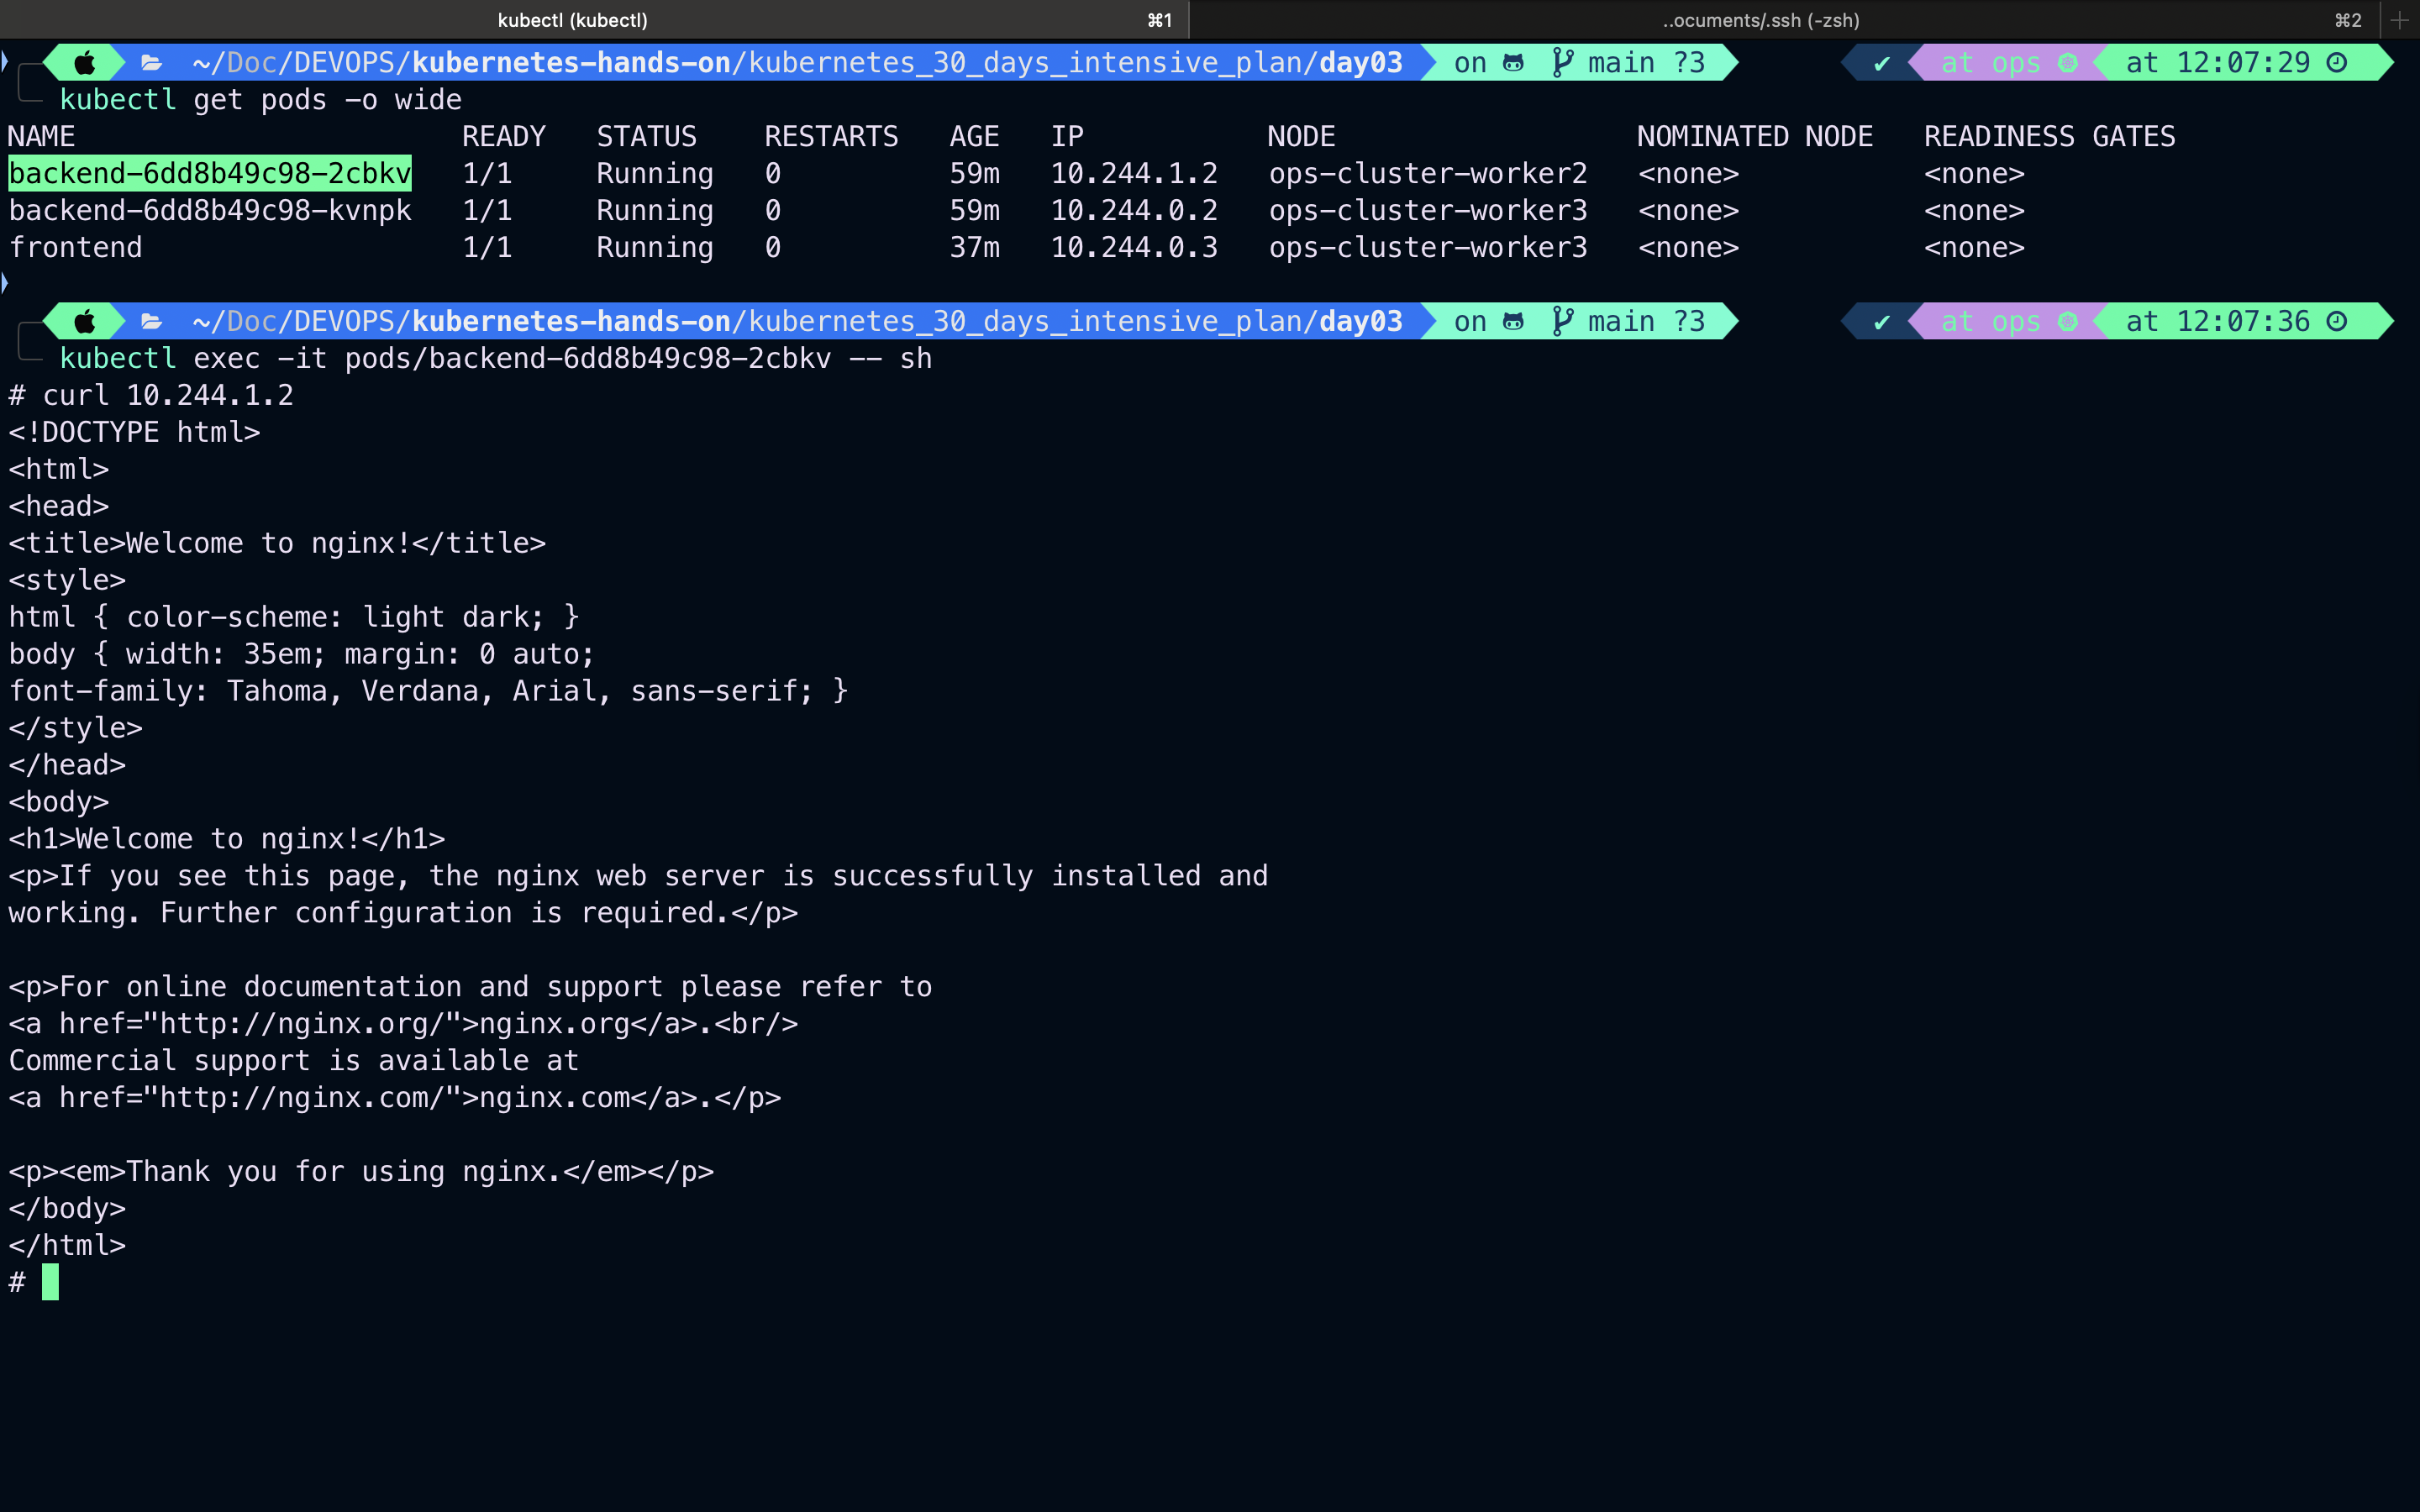 kubectl (kubectl) ⌘1 ..ocuments/.ssh (-zsh) ⌘2 +
~/Doc/DEVOPS/kubernetes-hands-on/kubernetes_30_days_intensive_plan/day03 on main ?3 ✔ at ops at 12:07:29
kubectl get pods -o wide
NAME READY STATUS RESTARTS AGE IP NODE NOMINATED NODE READINESS GATES
backend-6dd8b49c98-2cbkv 1/1 Running 0 59m 10.244.1.2 ops-cluster-worker2 <none> <none>
backend-6dd8b49c98-kvnpk 1/1 Running 0 59m 10.244.0.2 ops-cluster-worker3 <none> <none>
frontend 1/1 Running 0 37m 10.244.0.3 ops-cluster-worker3 <none> <none>
~/Doc/DEVOPS/kubernetes-hands-on/kubernetes_30_days_intensive_plan/day03 on main ?3 ✔ at ops at 12:07:36
kubectl exec -it pods/backend-6dd8b49c98-2cbkv -- sh
# curl 10.244.1.2
<!DOCTYPE html>
<html>
<head>
<title>Welcome to nginx!</title>
<style>
html { color-scheme: light dark; }
body { width: 35em; margin: 0 auto;
font-family: Tahoma, Verdana, Arial, sans-serif; }
</style>
</head>
<body>
<h1>Welcome to nginx!</h1>
<p>If you see this page, the nginx web server is successfully installed and
working. Further configuration is required.</p>
<p>For online documentation and support please refer to
<a href="http://nginx.org/">nginx.org</a>.<br/>
Commercial support is available at
<a href="http://nginx.com/">nginx.com</a>.</p>
<p><em>Thank you for using nginx.</em></p>
</body>
</html>
#